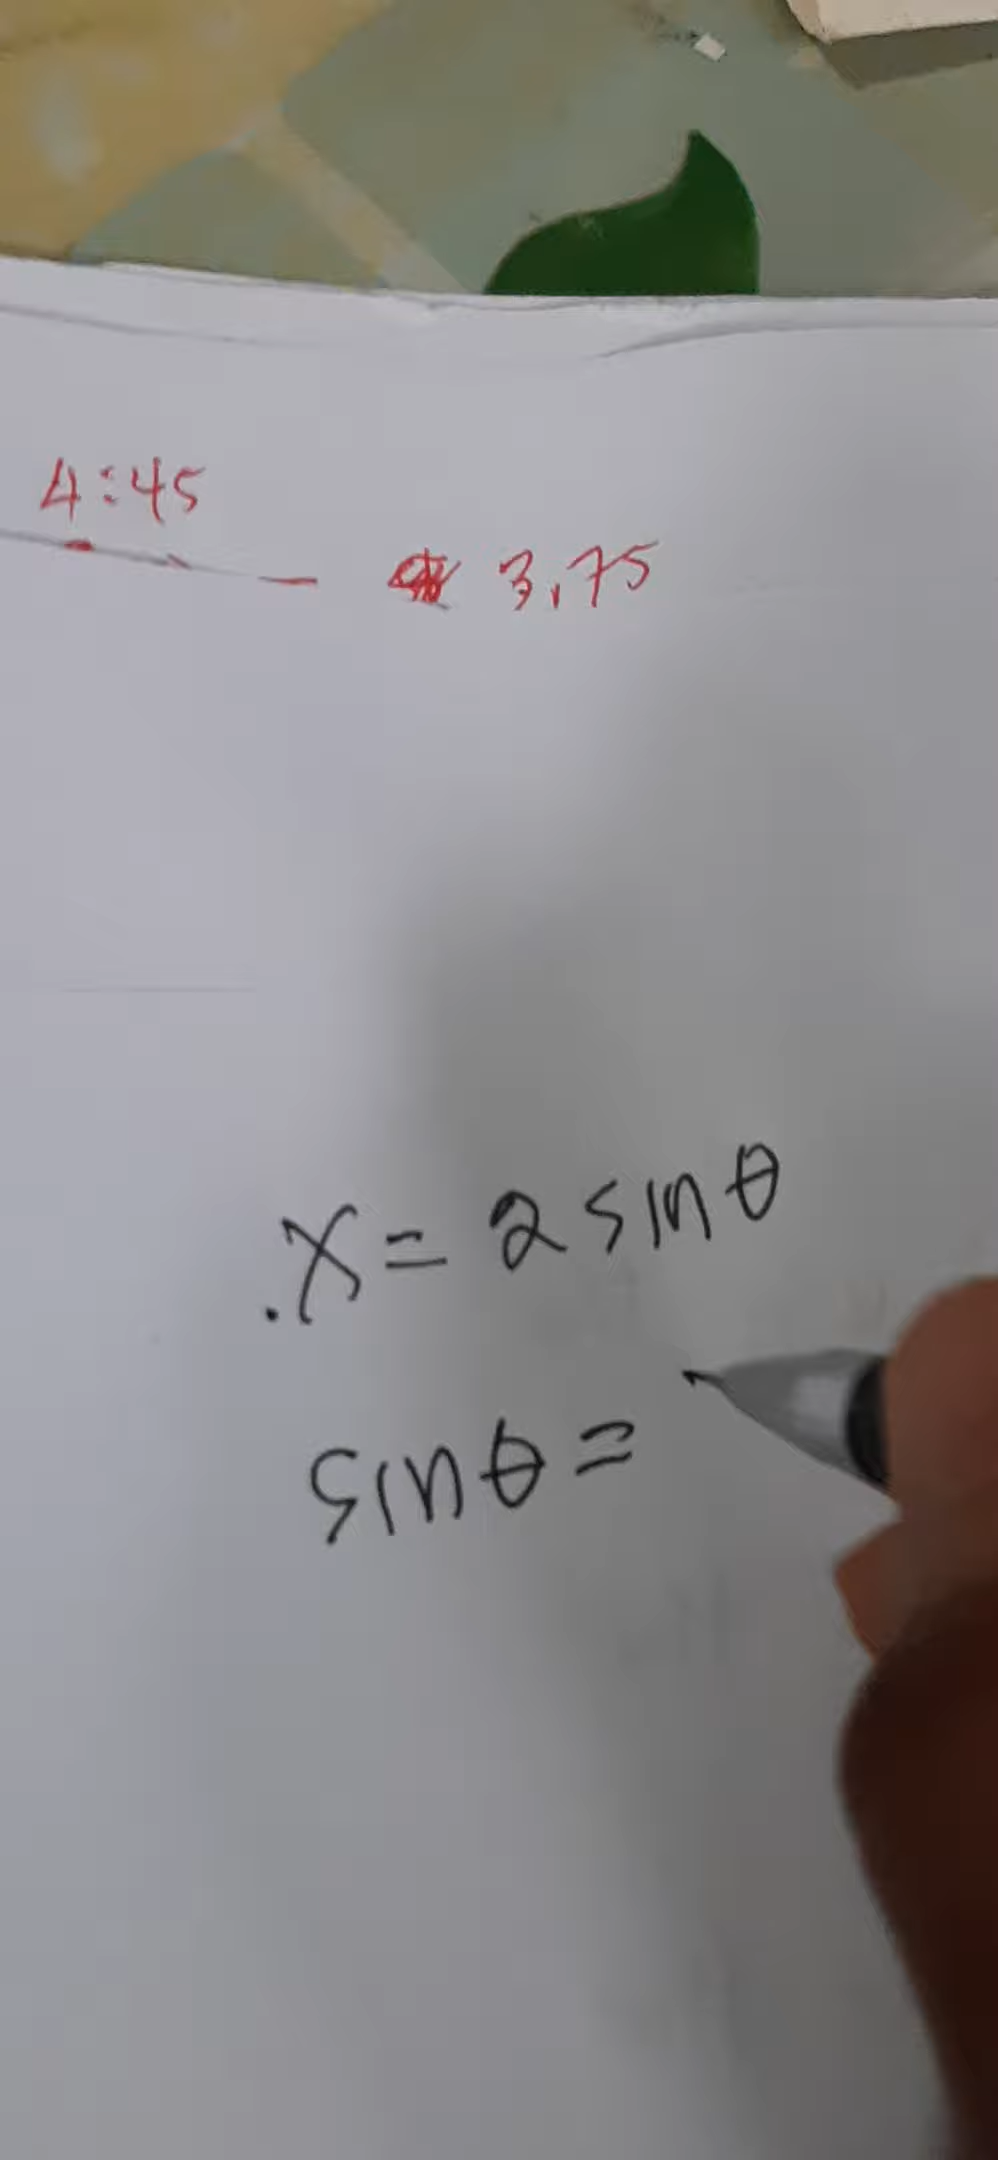 4:45
3,75
x = 2 sin θ
sin θ =